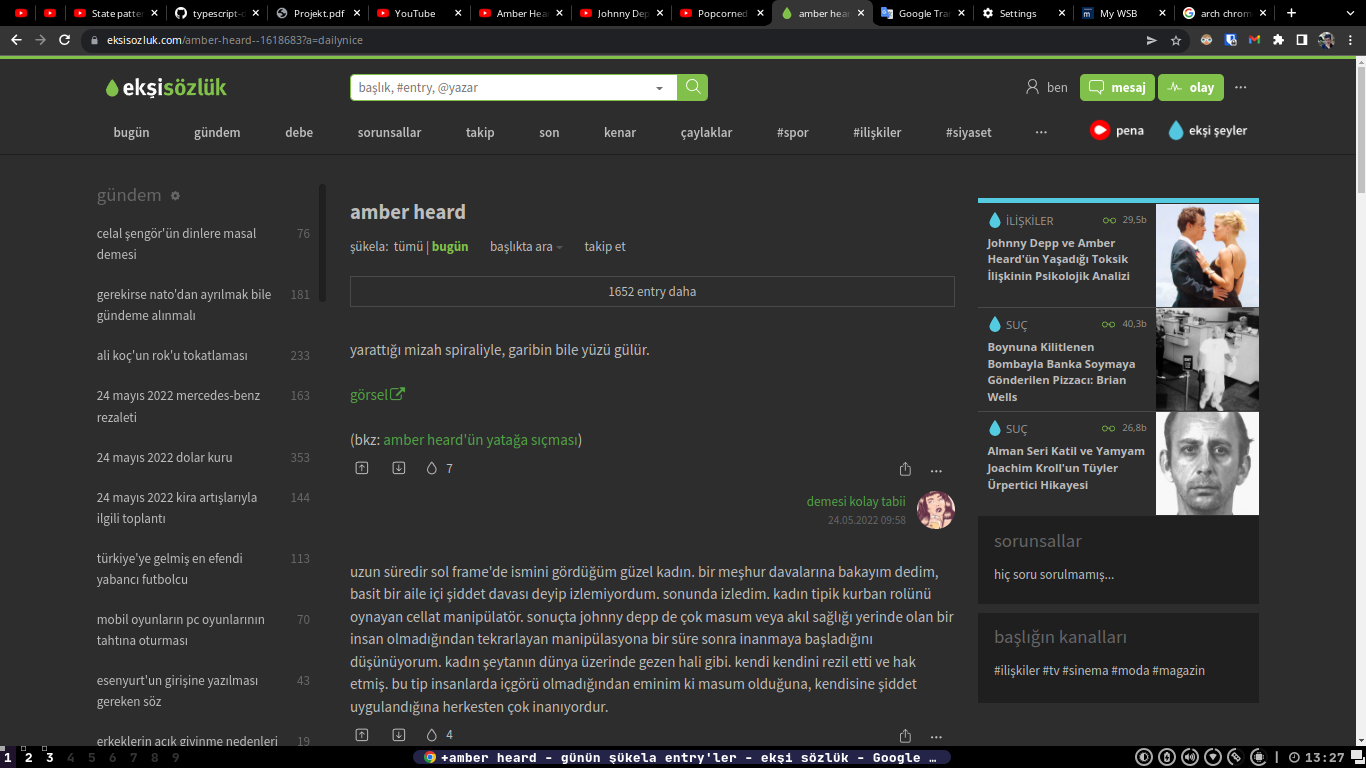 State patter
typescript-d
Projekt.pdf
YouTube
Amber Hea
Johnny Dep
Popcorned
amber hear
Google Tran
Settings
My WSB
arch chrom
eksisozluk.com/amber-heard--1618683?a=dailynice
ekşisözlük
başlık, #entry, @yazar
ben
mesaj
olay
bugün
gündem
debe
sorunsallar
takip
son
kenar
çaylaklar
#spor
#ilişkiler
#siyaset
pena
ekşi şeyler
gündem
celal şengör'ün dinlere masal 76
demesi
gerekirse nato'dan ayrılmak bile 181
gündeme alınmalı
ali koç'un rok'u tokatlaması 233
24 mayıs 2022 mercedes-benz 163
rezaleti
24 mayıs 2022 dolar kuru 353
24 mayıs 2022 kira artışlarıyla 144
ilgili toplantı
türkiye'ye gelmiş en efendi 113
yabancı futbolcu
mobil oyunların pc oyunlarının 70
tahtına oturması
esenyurt'un girişine yazılması 43
gereken söz
erkeklerin açık giyinme nedenleri 19
amber heard
şükela: tümü | bugün başlıkta ara takip et
1652 entry daha
yarattığı mizah spiraliyle, garibin bile yüzü gülür.
görsel
(bkz: amber heard'ün yatağa sıçması)
7
demesi kolay tabii
24.05.2022 09:58
uzun süredir sol frame'de ismini gördüğüm güzel kadın. bir meşhur davalarına bakayım dedim,
basit bir aile içi şiddet davası deyip izlemiyordum. sonunda izledim. kadın tipik kurban rolünü
oynayan cellat manipülatör. sonuçta johnny depp de çok masum veya akıl sağlığı yerinde olan bir
insan olmadığından tekrarlayan manipülasyona bir süre sonra inanmaya başladığını
düşünüyorum. kadın şeytanın dünya üzerinde gezen hali gibi. kendi kendini rezil etti ve hak
etmiş. bu tip insanlarda içgörü olmadığından eminim ki masum olduğuna, kendisine şiddet
uygulandığına herkesten çok inanıyordur.
4
İLİŞKİLER 29,5b
Johnny Depp ve Amber
Heard'ün Yaşadığı Toksik
İlişkinin Psikolojik Analizi
SUÇ 40,3b
Boynuna Kilitlenen
Bombayla Banka Soymaya
Gönderilen Pizzacı: Brian
Wells
SUÇ 26,8b
Alman Seri Katil ve Yamyam
Joachim Kroll'un Tüyler
Ürpertici Hikayesi
sorunsallar
hiç soru sorulmamış...
başlığın kanalları
#ilişkiler #tv #sinema #moda #magazin
1 2 3 4 5 6 7 8 9
+amber heard - günün şükela entry'ler - ekşi sözlük - Google …
13:27